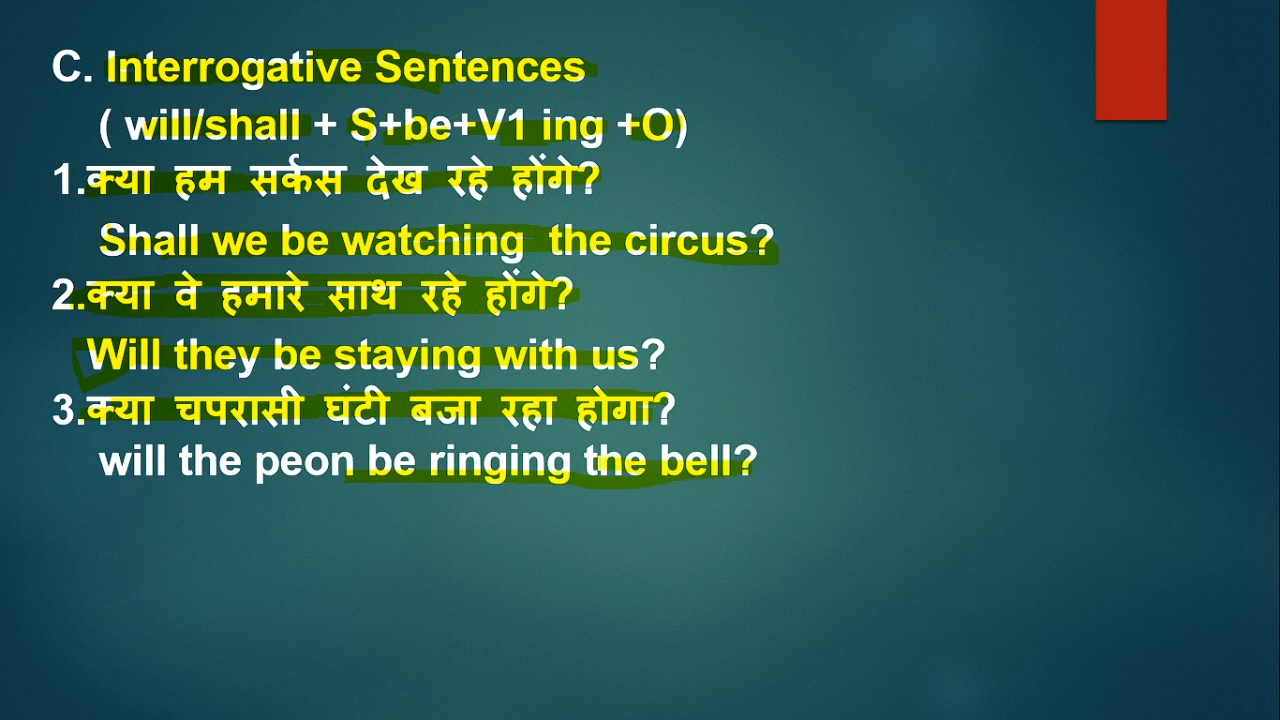 C. Interrogative Sentences
( will/shall + S+be+V1 ing +O)
1.क्या हम सर्कस देख रहे होंगे?
Shall we be watching the circus?
2.क्या वे हमारे साथ रहे होंगे?
Will they be staying with us?
3.क्या चपरासी घंटी बजा रहा होगा?
will the peon be ringing the bell?